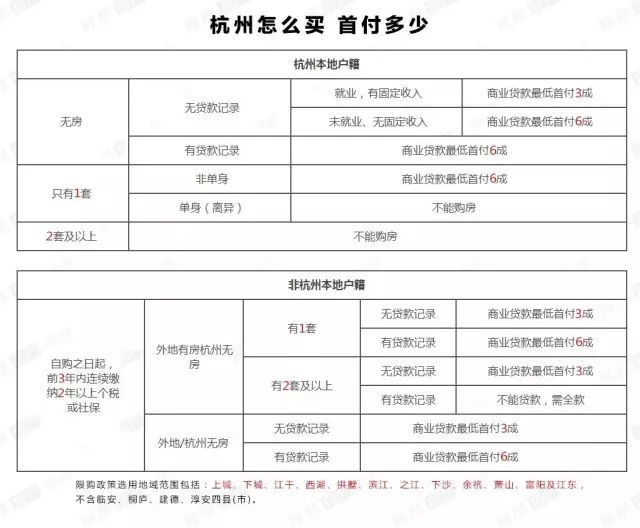 杭州怎么买 首付多少
杭州本地户籍
无房
无贷款记录
就业，有固定收入
商业贷款最低首付3成
未就业、无固定收入
商业贷款最低首付6成
有贷款记录
商业贷款最低首付6成
只有1套
非单身
商业贷款最低首付6成
单身（离异）
不能购房
2套及以上
不能购房
非杭州本地户籍
自购之日起，
前3年内连续缴
纳2年以上个税
或社保
外地有房杭州无
房
有1套
无贷款记录
商业贷款最低首付3成
有贷款记录
商业贷款最低首付6成
有2套及以上
无贷款记录
商业贷款最低首付3成
有贷款记录
不能贷款，需全款
外地/杭州无房
无贷款记录
商业贷款最低首付3成
有贷款记录
商业贷款最低首付6成
限购政策选用地域范围包括：上城、下城、江干、西湖、拱墅、滨江、之江、下沙、余杭、萧山、富阳及江东，
不含临安、桐庐、建德、淳安四县(市)。